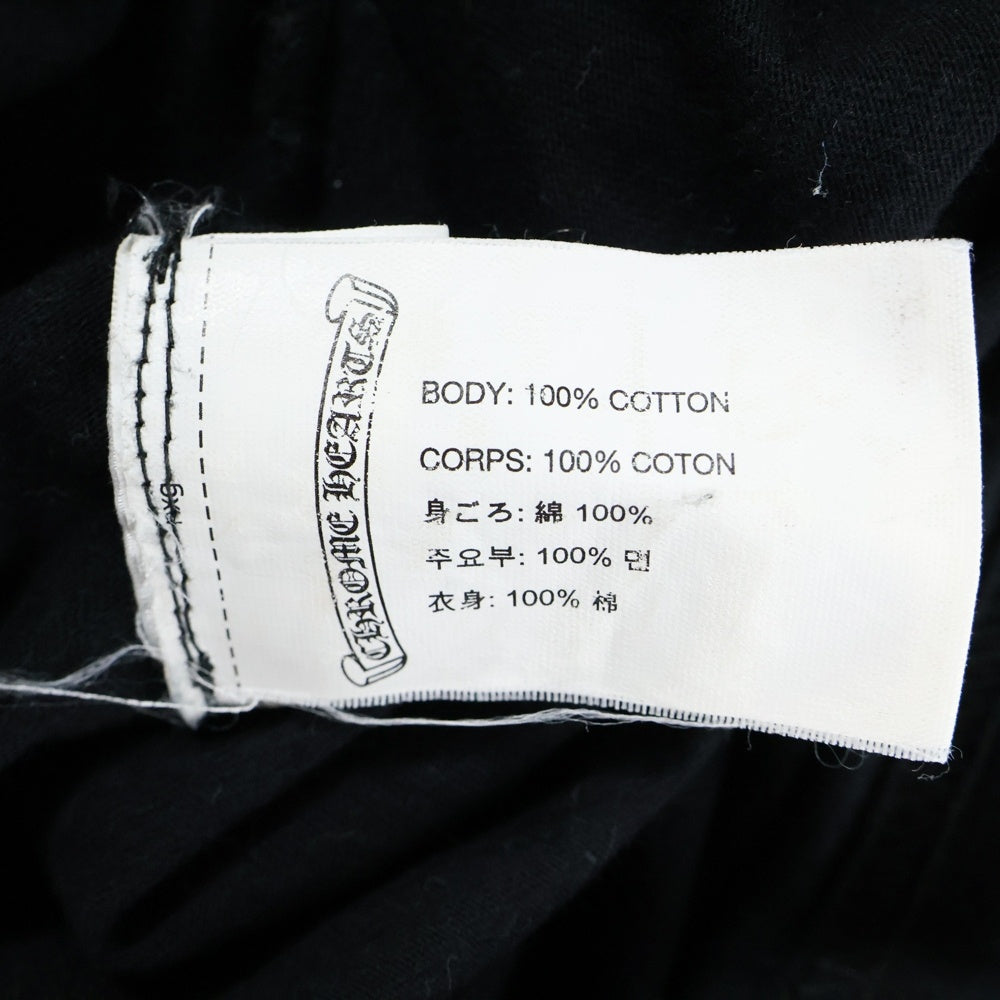 CHROME HEARTS
BODY: 100% COTTON
CORPS: 100% COTON
身ごろ: 綿 100%
주요부: 100% 면
衣身: 100% 棉